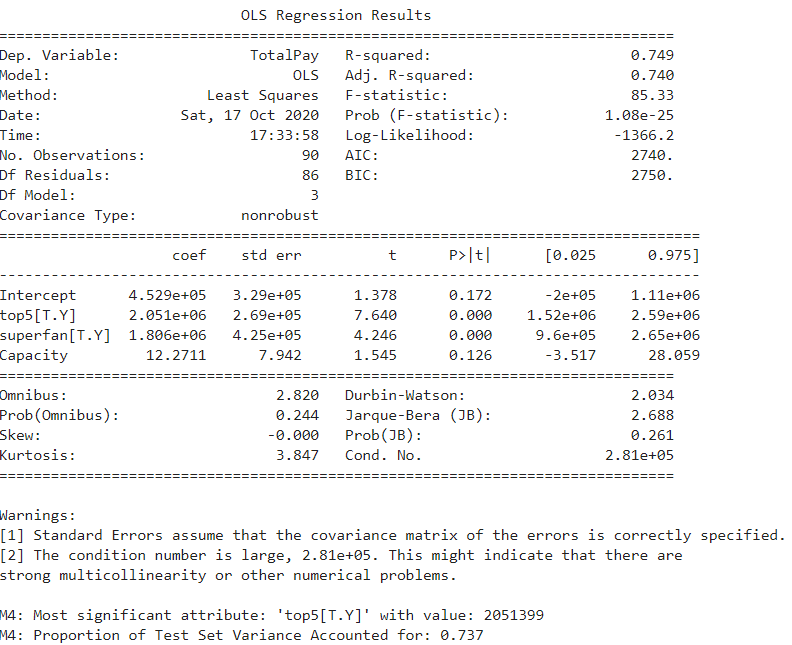 OLS Regression Results
================================================================================
Dep. Variable: TotalPay R-squared: 0.749
Model: OLS Adj. R-squared: 0.740
Method: Least Squares F-statistic: 85.33
Date: Sat, 17 Oct 2020 Prob (F-statistic): 1.08e-25
Time: 17:33:58 Log-Likelihood: -1366.2
No. Observations: 90 AIC: 2740.
Df Residuals: 86 BIC: 2750.
Df Model: 3
Covariance Type: nonrobust
===================================================================================
coef std err t P>|t| [0.025 0.975]
-----------------------------------------------------------------------------------
Intercept 4.529e+05 3.29e+05 1.378 0.172 -2e+05 1.11e+06
top5[T.Y] 2.051e+06 2.69e+05 7.640 0.000 1.52e+06 2.59e+06
superfan[T.Y] 1.806e+06 4.25e+05 4.246 0.000 9.6e+05 2.65e+06
Capacity 12.2711 7.942 1.545 0.126 -3.517 28.059
================================================================================
Omnibus: 2.820 Durbin-Watson: 2.034
Prob(Omnibus): 0.244 Jarque-Bera (JB): 2.688
Skew: -0.000 Prob(JB): 0.261
Kurtosis: 3.847 Cond. No. 2.81e+05
================================================================================
Warnings:
[1] Standard Errors assume that the covariance matrix of the errors is correctly specified.
[2] The condition number is large, 2.81e+05. This might indicate that there are
strong multicollinearity or other numerical problems.
M4: Most significant attribute: 'top5[T.Y]' with value: 2051399
M4: Proportion of Test Set Variance Accounted for: 0.737